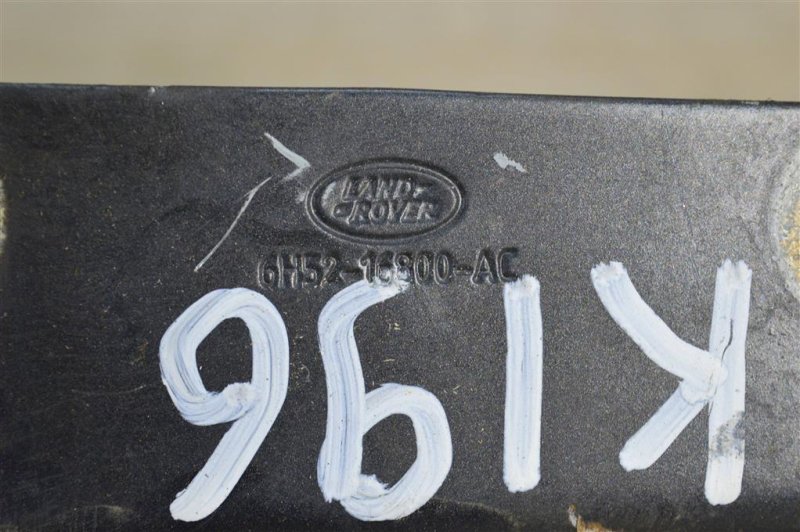 LAND
ROVER
6H52-16800-AC
K196